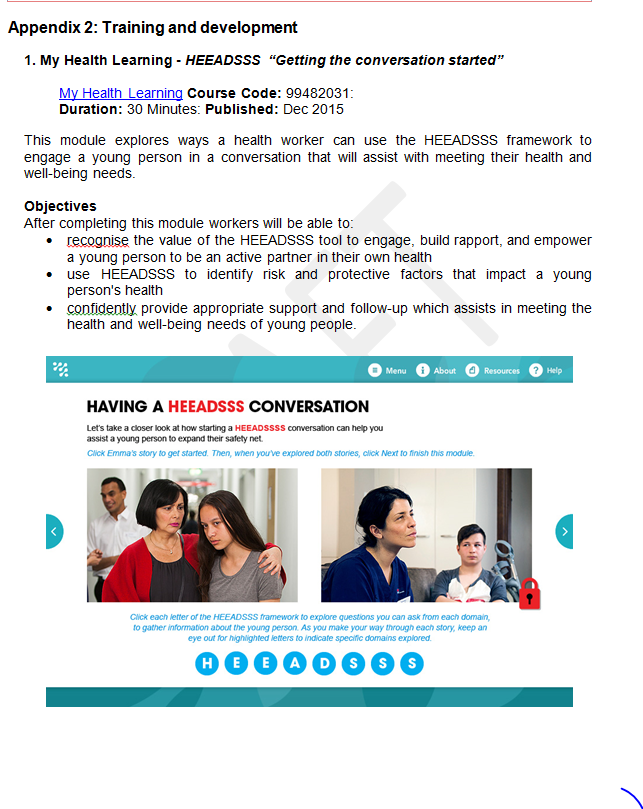 Appendix 2: Training and development
1. My Health Learning - HEEADSSS "Getting the conversation started"
My Health Learning Course Code: 99482031:
Duration: 30 Minutes: Published: Dec 2015
This module explores ways a health worker can use the HEEADSSS framework to
engage a young person in a conversation that will assist with meeting their health and
well-being needs.
Objectives
After completing this module workers will be able to:
• recognise the value of the HEEADSSS tool to engage, build rapport, and empower
a young person to be an active partner in their own health
• use HEEADSSS to identify risk and protective factors that impact a young
person's health
• confidently provide appropriate support and follow-up which assists in meeting the
health and well-being needs of young people.
Menu About Resources Help
HAVING A HEEADSSS CONVERSATION
Let's take a closer look at how starting a HEEADSSSS conversation can help you
assist a young person to expand their safety net.
Click Emma's story to get started. Then, when you've explored both stories, click Next to finish this module.
Click each letter of the HEEADSSS framework to explore questions you can ask from each domain,
to gather information about the young person. As you make your way through each story, keep an
eye out for highlighted letters to indicate specific domains explored.
H E E A D S S S